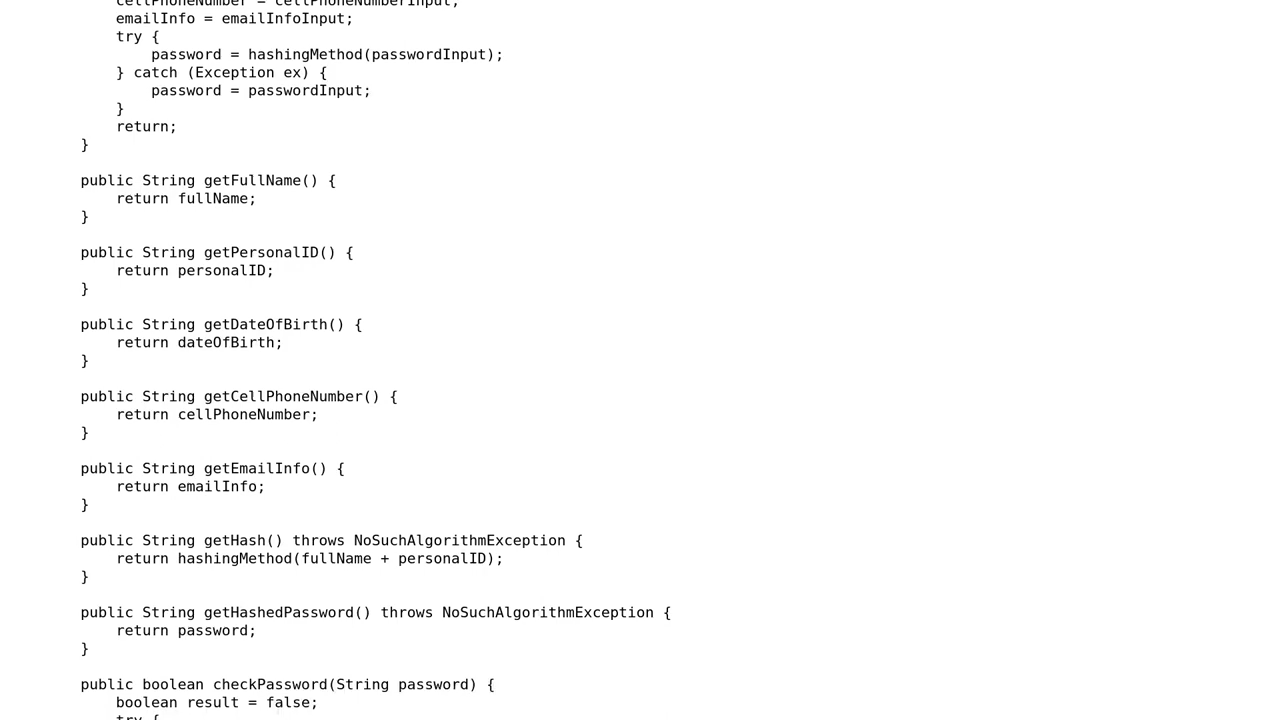 cellPhoneNumber = cellPhoneNumberInput;
emailInfo = emailInfoInput;
try {
password = hashingMethod(passwordInput);
} catch (Exception ex) {
password = passwordInput;
}
return;
}
public String getFullName() {
return fullName;
}
public String getPersonalID() {
return personalID;
}
public String getDateOfBirth() {
return dateOfBirth;
}
public String getCellPhoneNumber() {
return cellPhoneNumber;
}
public String getEmailInfo() {
return emailInfo;
}
public String getHash() throws NoSuchAlgorithmException {
return hashingMethod(fullName + personalID);
}
public String getHashedPassword() throws NoSuchAlgorithmException {
return password;
}
public boolean checkPassword(String password) {
boolean result = false;
try {